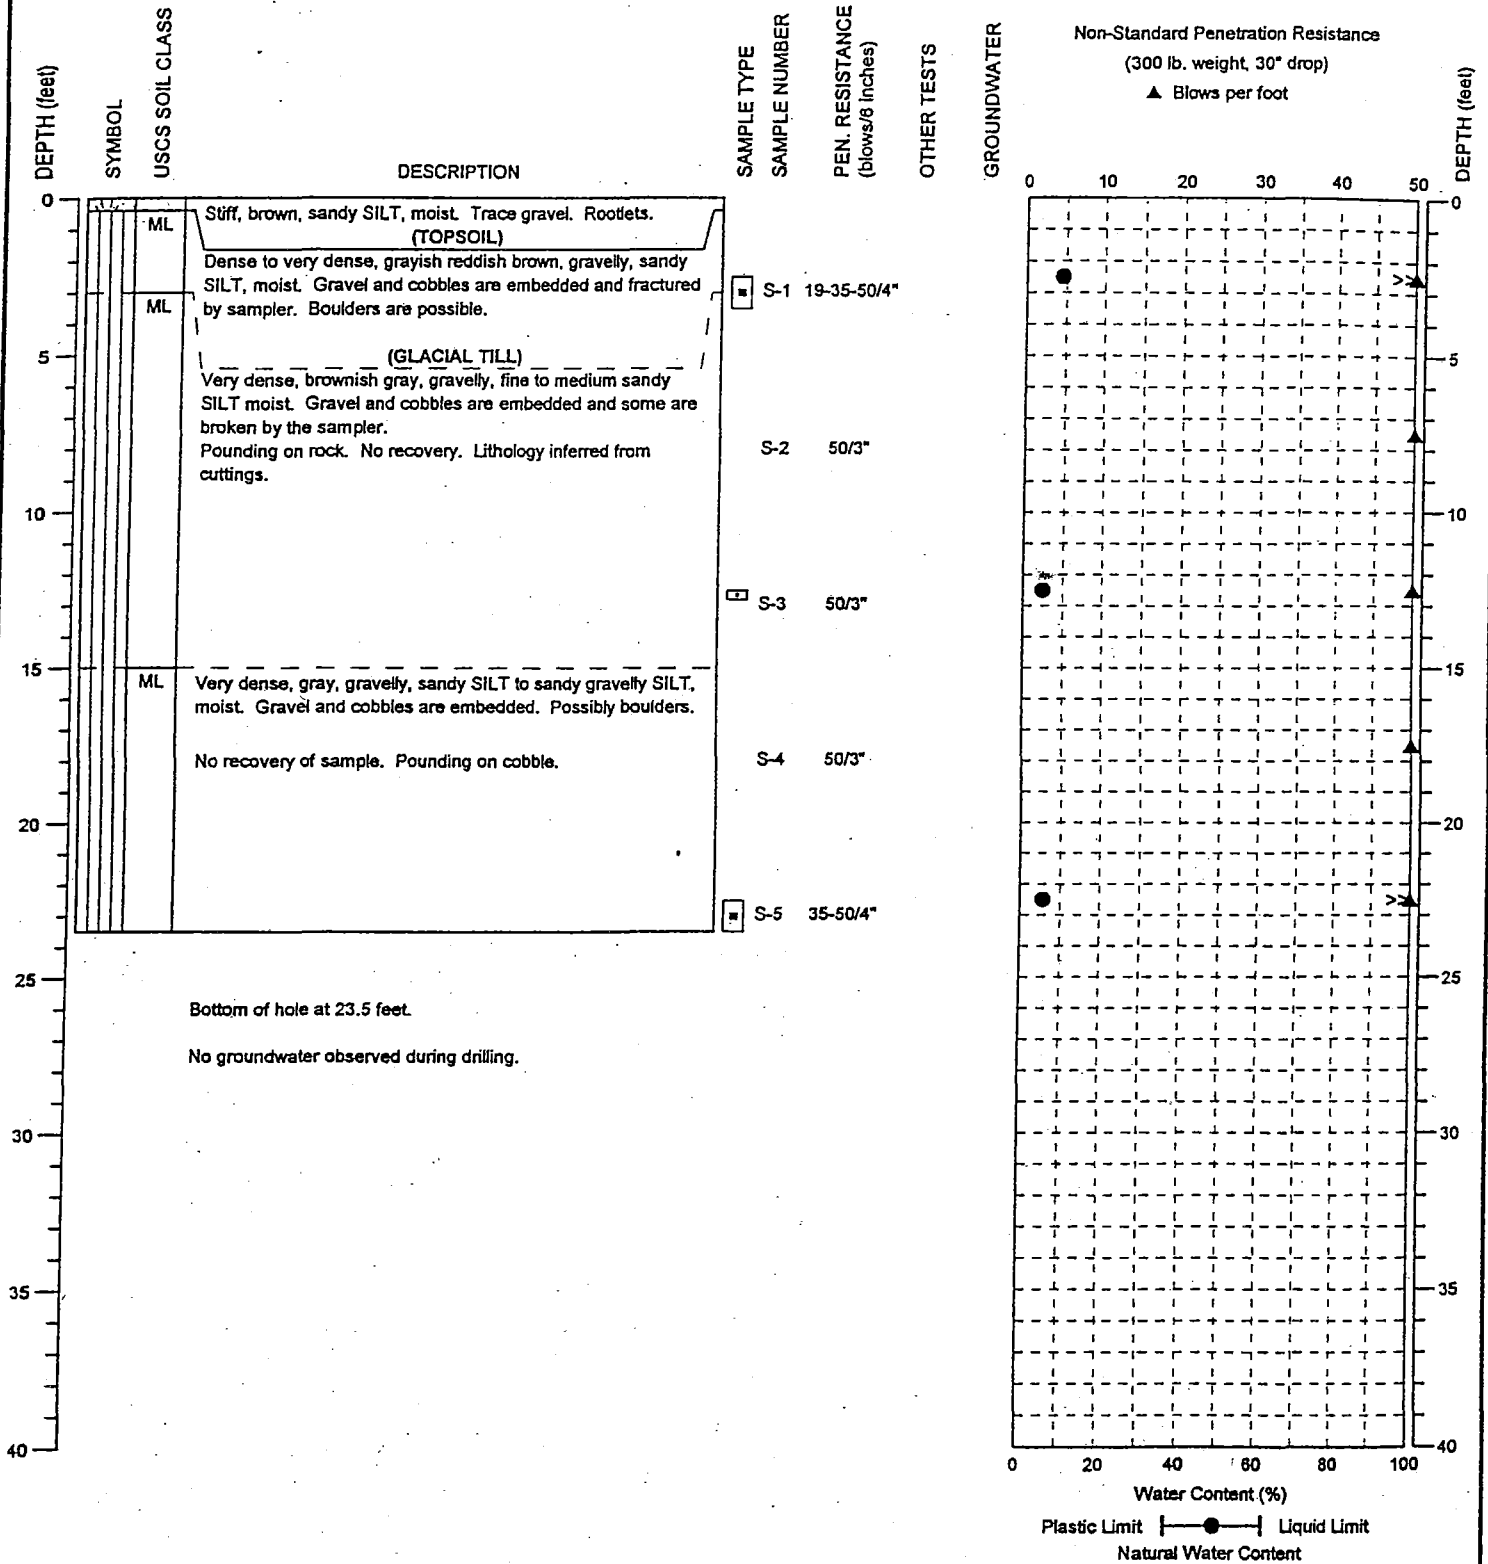 DEPTH (feet)
SYMBOL
USCS SOIL CLASS
DESCRIPTION
SAMPLE TYPE
SAMPLE NUMBER
PEN. RESISTANCE
(blows/6 inches)
OTHER TESTS
GROUNDWATER
Non-Standard Penetration Resistance
(300 lb. weight, 30" drop)
▲ Blows per foot
DEPTH (feet)
0 10 20 30 40 50
0
ML
Stiff, brown, sandy SILT, moist. Trace gravel. Rootlets.
(TOPSOIL)
0
Dense to very dense, grayish reddish brown, gravelly, sandy
SILT, moist. Gravel and cobbles are embedded and fractured
by sampler. Boulders are possible.
ML
S-1 19-35-50/4"
>>
(GLACIAL TILL)
5
5
Very dense, brownish gray, gravelly, fine to medium sandy
SILT moist. Gravel and cobbles are embedded and some are
broken by the sampler.
Pounding on rock. No recovery. Lithology inferred from
cuttings.
S-2 50/3"
10
10
S-3 50/3"
15
15
ML
Very dense, gray, gravelly, sandy SILT to sandy gravelly SILT,
moist. Gravel and cobbles are embedded. Possibly boulders.
No recovery of sample. Pounding on cobble.
S-4 50/3"
20
20
S-5 35-50/4"
>>
25
25
Bottom of hole at 23.5 feet.
No groundwater observed during drilling.
30
30
35
35
40
40
0 20 40 60 80 100
Water Content (%)
Plastic Limit Liquid Limit
Natural Water Content